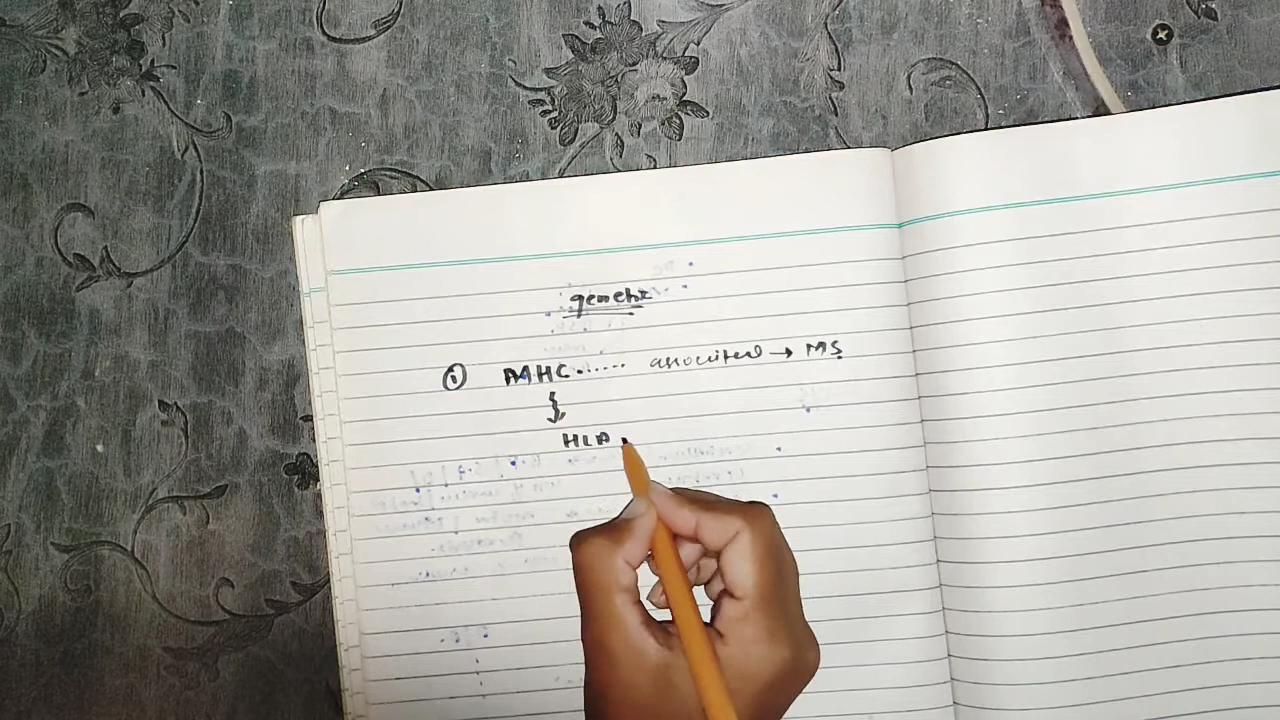 genetic
① MHC...... associated → MS
HLA